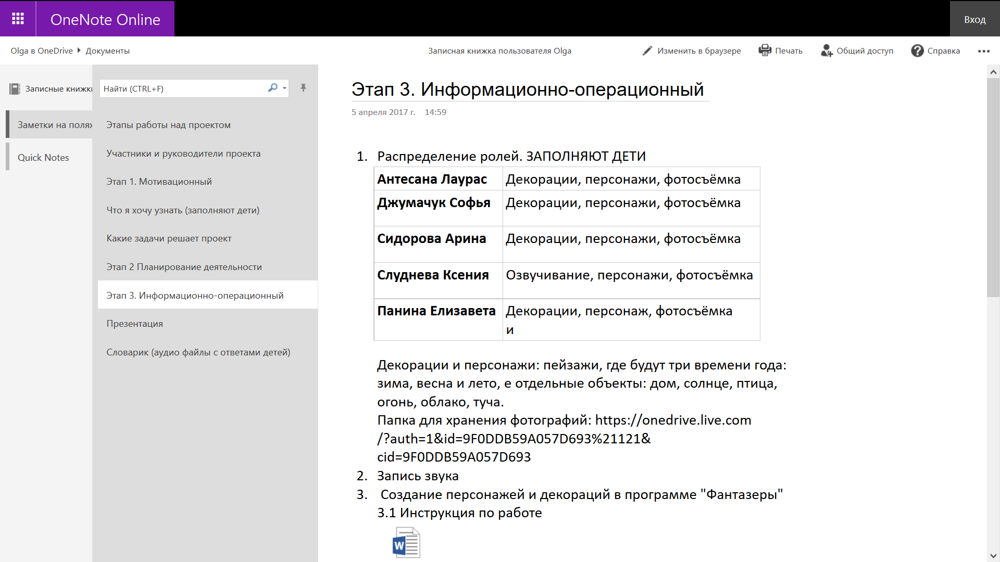 OneNote Online
Вход
Olga в OneDrive
Документы
Записная книжка пользователя Olga
Изменить в браузере
Печать
Общий доступ
Справка
Записные книжки
Заметки на полях
Quick Notes
Найти (CTRL+F)
Этапы работы над проектом
Участники и руководители проекта
Этап 1. Мотивационный
Что я хочу узнать (заполняют дети)
Какие задачи решает проект
Этап 2 Планирование деятельности
Этап 3. Информационно-операционный
Презентация
Словарик (аудио файлы с ответами детей)
Этап 3. Информационно-операционный
5 апреля 2017 г. 14:59
1. Распределение ролей. ЗАПОЛНЯЮТ ДЕТИ
Антесана Лаурас Декорации, персонажи, фотосъёмка
Джумачук Софья Декорации, персонажи, фотосъёмка
Сидорова Арина Декорации, персонажи, фотосъёмка
Слуднева Ксения Озвучивание, персонажи, фотосъёмка
Панина Елизавета Декорации, персонаж, фотосъёмка
и
Декорации и персонажи: пейзажи, где будут три времени года:
зима, весна и лето, е отдельные объекты: дом, солнце, птица,
огонь, облако, туча.
Папка для хранения фотографий: https://onedrive.live.com
/?auth=1&id=9F0DDB59A057D693%21121&
cid=9F0DDB59A057D693
2. Запись звука
3. Создание персонажей и декораций в программе "Фантазеры"
3.1 Инструкция по работе
W